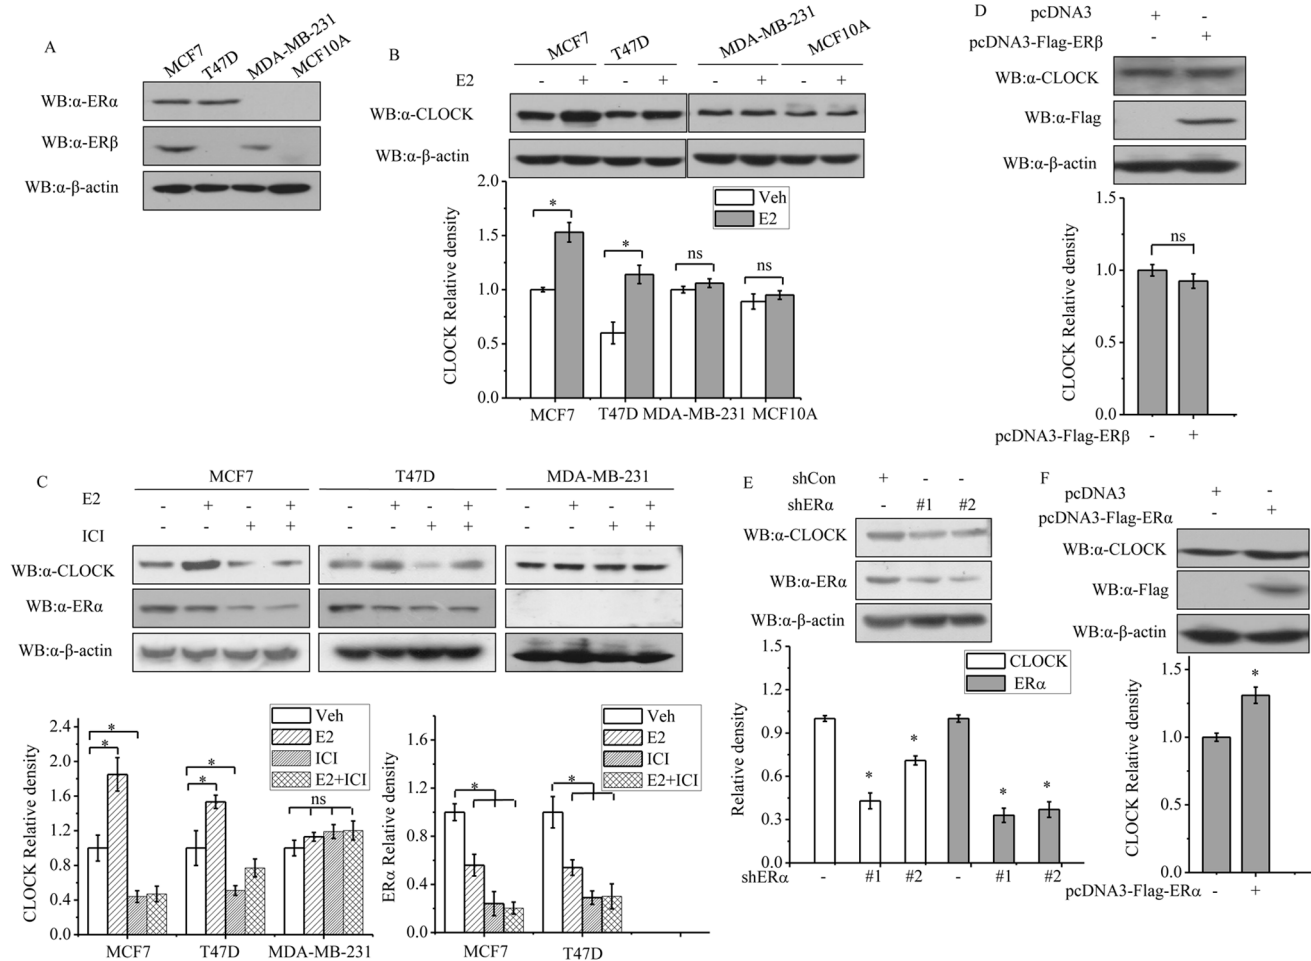 A
MCF7 T47D MDA-MB-231 MCF10A
WB:α-ERα
WB:α-ERβ
WB:α-β-actin
B
MCF7 T47D MDA-MB-231 MCF10A
E2 - + - + - + - +
WB:α-CLOCK
WB:α-β-actin
CLOCK Relative density
2.0
1.5
1.0
0.5
0.0
Veh
E2
* * ns ns
MCF7 T47D MDA-MB-231 MCF10A
D
pcDNA3 + -
pcDNA3-Flag-ERβ - +
WB:α-CLOCK
WB:α-Flag
WB:α-β-actin
CLOCK Relative density
1.5
1.0
0.5
0.0
ns
pcDNA3-Flag-ERβ - +
C
MCF7 T47D MDA-MB-231
E2 - + - + - + - + - + - +
ICI - - + + - - + + - - + +
WB:α-CLOCK
WB:α-ERα
WB:α-β-actin
CLOCK Relative density
2.4
2.0
1.6
1.2
0.8
0.4
0.0
Veh
E2
ICI
E2+ICI
* * * * ns
MCF7 T47D MDA-MB-231
ERα Relative density
1.6
1.2
0.8
0.4
0.0
Veh
E2
ICI
E2+ICI
* *
MCF7 T47D
E
shCon + - -
shERα - #1 #2
WB:α-CLOCK
WB:α-ERα
WB:α-β-actin
Relative density
1.5
1.2
0.9
0.6
0.3
0.0
CLOCK
ERα
* * * *
shERα - #1 #2 - #1 #2
F
pcDNA3 + -
pcDNA3-Flag-ERα - +
WB:α-CLOCK
WB:α-Flag
WB:α-β-actin
CLOCK Relative density
1.5
1.0
0.5
0.0
*
pcDNA3-Flag-ERα - +